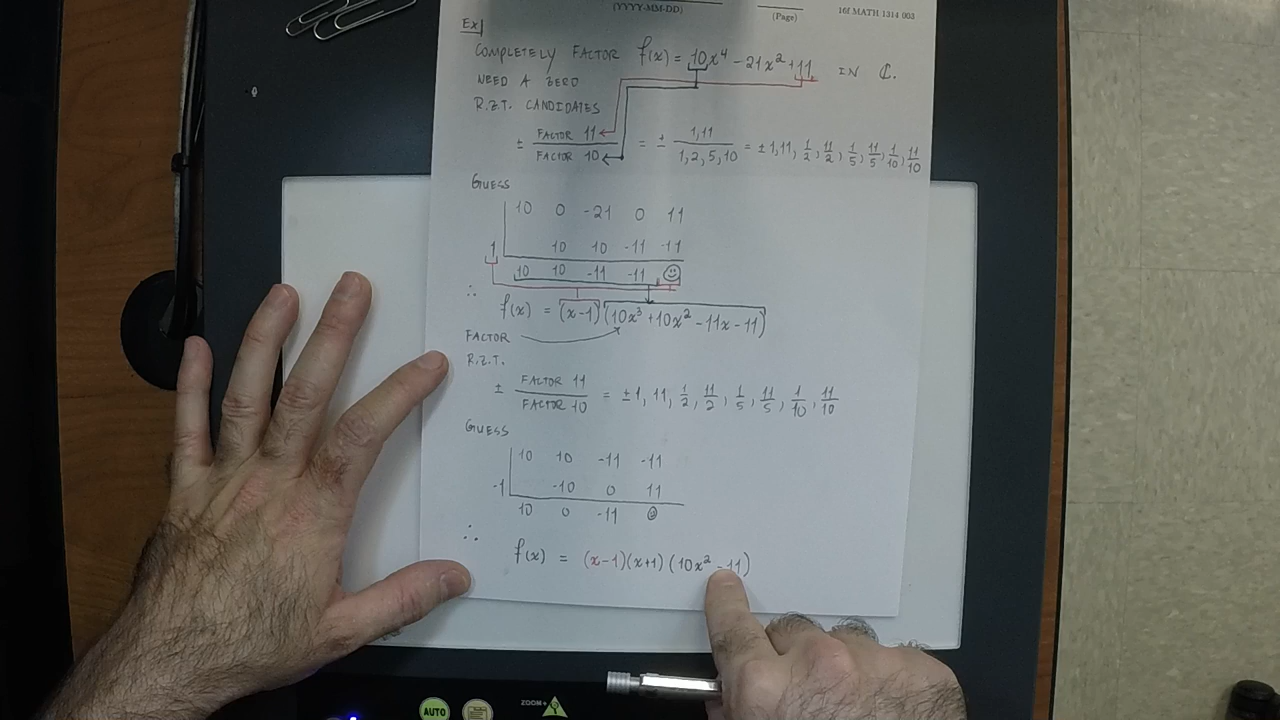 (YYYY-MM-DD) (Page) 16f MATH 1314 003
Ex|
COMPLETELY FACTOR f(x) = 10x⁴ - 21x² + 11 IN ℂ.
NEED A ZERO
R.Z.T. CANDIDATES
± FACTOR 11 / FACTOR 10 = ± 1,11 / 1,2,5,10 = ± 1, 11, 1/2, 11/2, 1/5, 11/5, 1/10, 11/10
GUESS
10 0 -21 0 11
1 10 10 -11 -11
10 10 -11 -11 ☺
∴ f(x) = (x-1)(10x³ + 10x² - 11x - 11)
FACTOR
R.Z.T.
± FACTOR 11 / FACTOR 10 = ± 1, 11, 1/2, 11/2, 1/5, 11/5, 1/10, 11/10
GUESS
10 10 -11 -11
-1 -10 0 11
10 0 -11 ☺
∴ f(x) = (x-1)(x+1)(10x² - 11)
AUTO ZOOM+